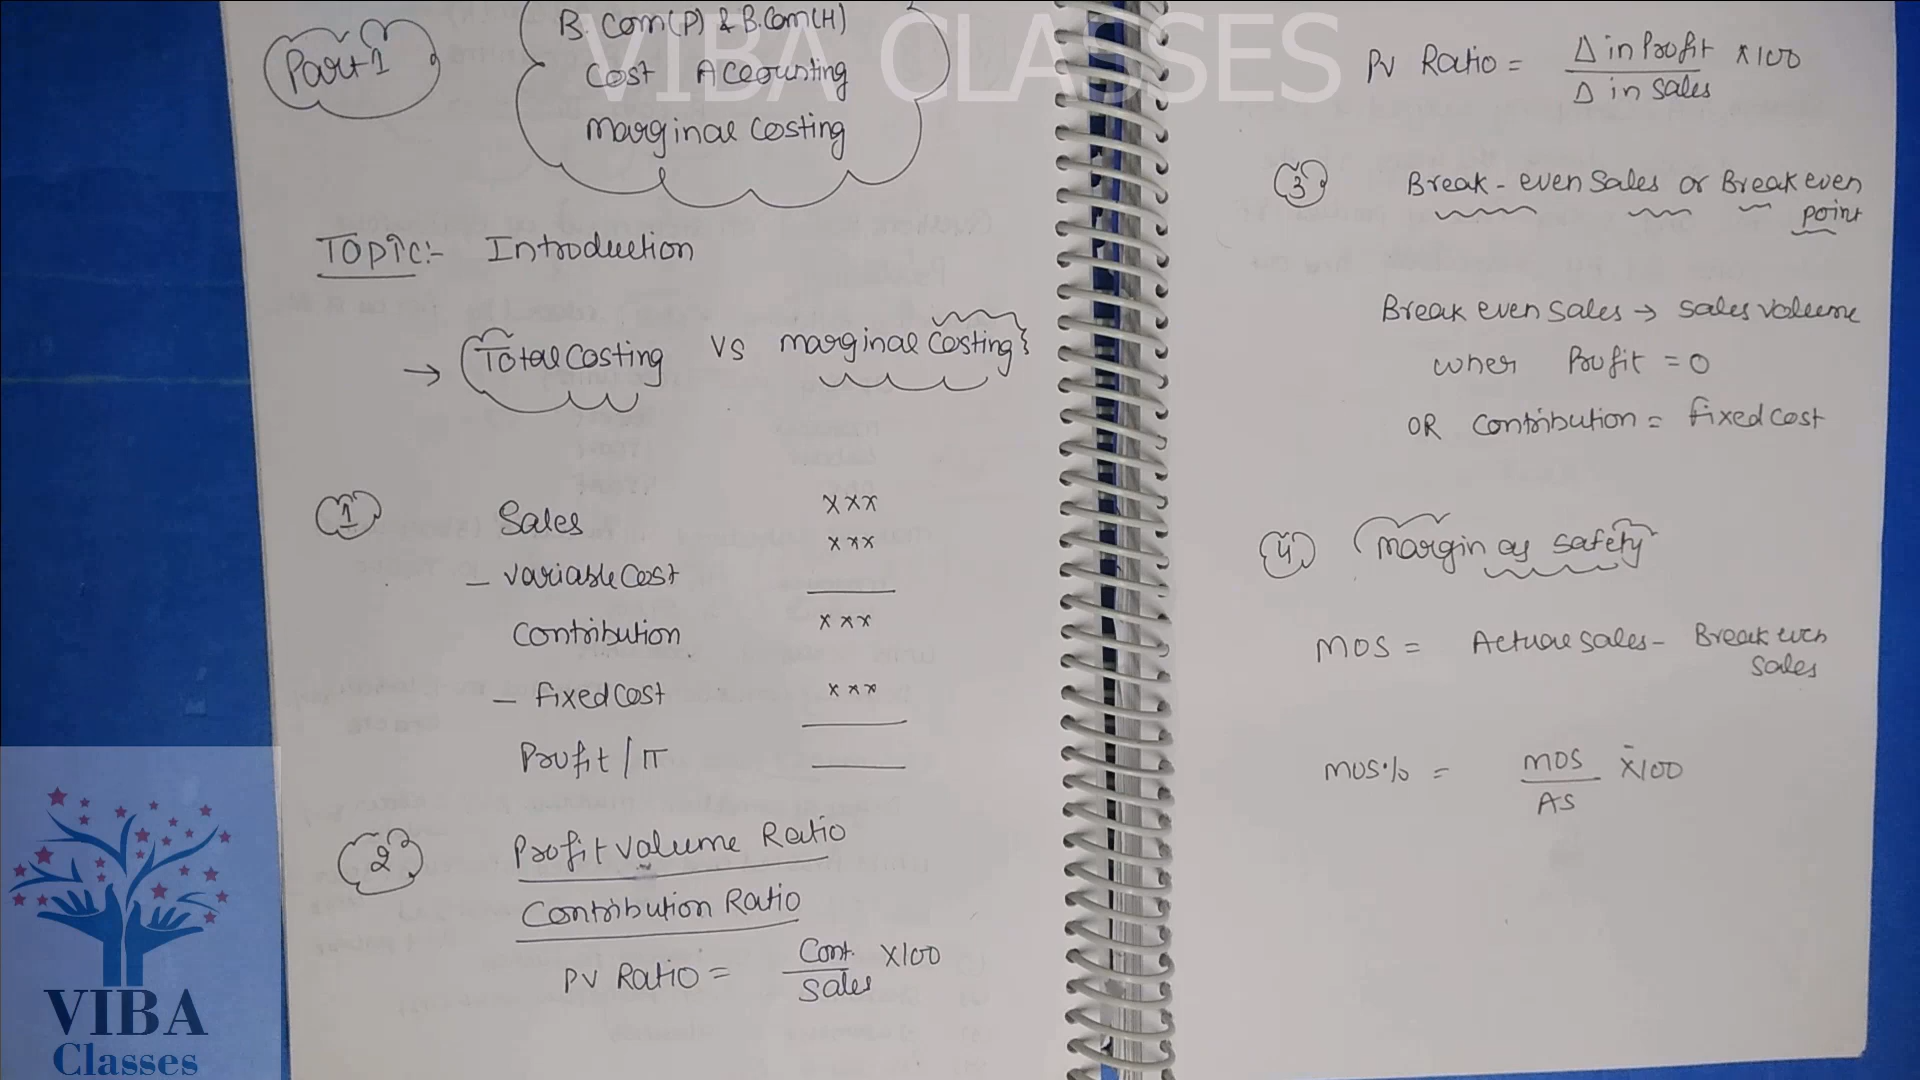 Part 1
B. Com(P) & B.Com(H)
Cost Accounting
marginal Costing
TOPIC:- Introduction
→ Total Costing vs marginal Costing
1 Sales xxx
- variable Cost xxx
Contribution xxx
- fixed Cost xxx
Profit / π
2 Profit volume Ratio
Contribution Ratio
PV Ratio = Cont. / Sales X100
PV Ratio = Δ in Profit / Δ in Sales X100
3 Break-even Sales or Break even
point
Break even Sales → Sales volume
when Profit = 0
OR Contribution = fixed cost
4 margin of safety
MOS = Actual Sales - Break even
Sales
MOS% = MOS / AS X100
VIBA CLASSES
VIBA
Classes